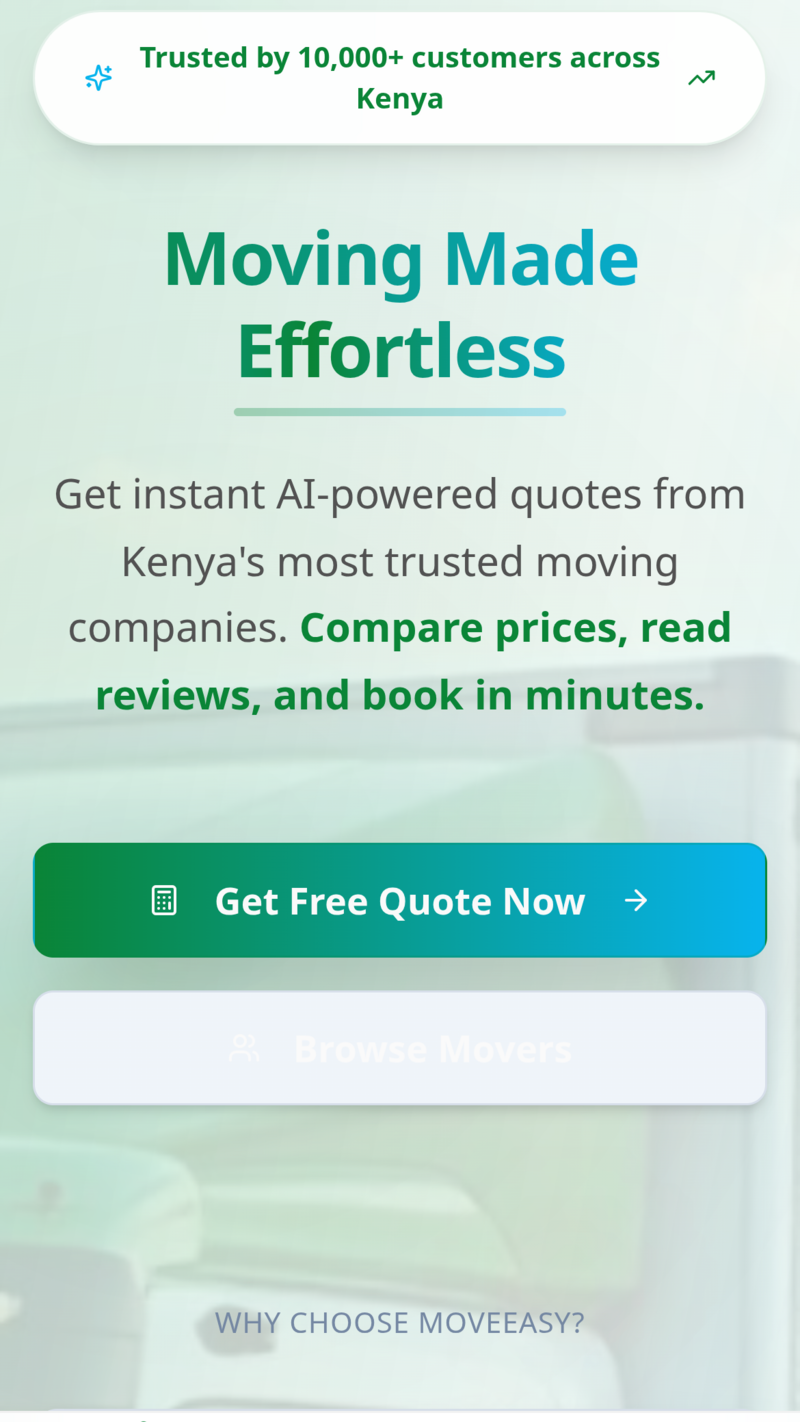 Trusted by 10,000+ customers across
Kenya
Moving Made
Effortless
Get instant AI-powered quotes from
Kenya's most trusted moving
companies. Compare prices, read
reviews, and book in minutes.
Get Free Quote Now
Browse Movers
WHY CHOOSE MOVEEASY?